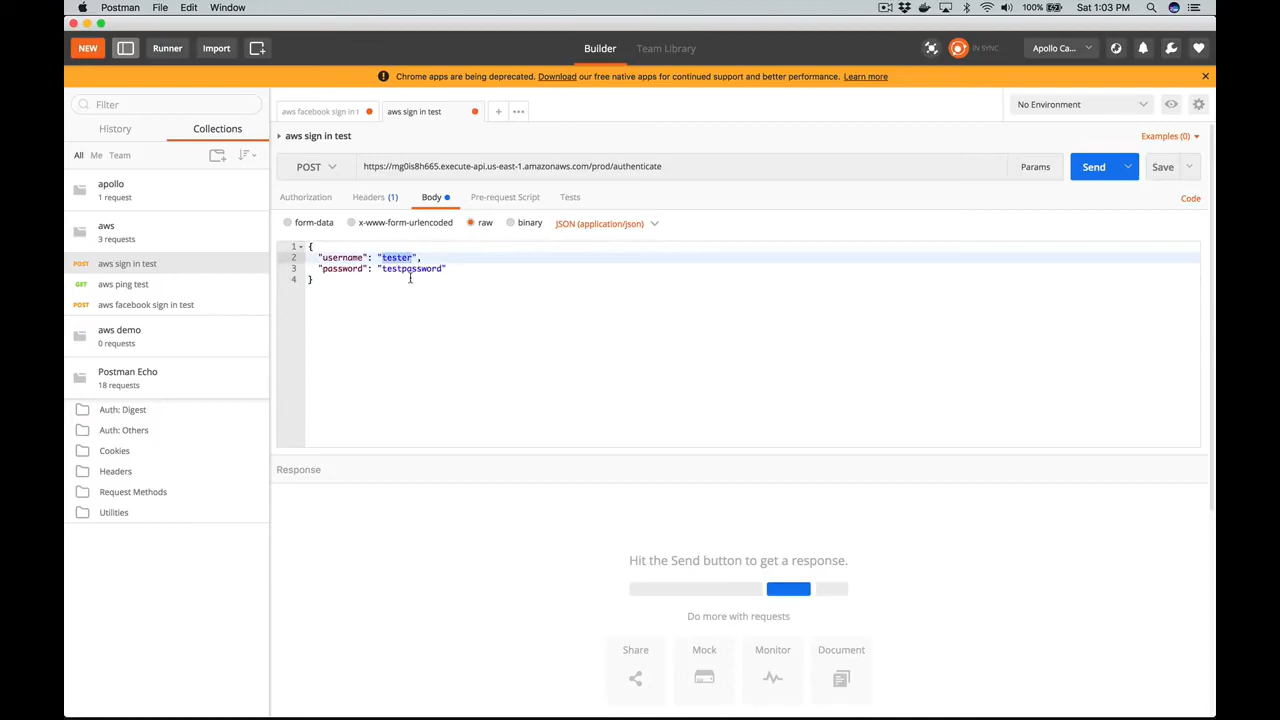 Postman File Edit Window 100% Sat 1:03 PM
NEW Runner Import Builder Team Library IN SYNC Apollo Ca...
Chrome apps are being deprecated. Download our free native apps for continued support and better performance. Learn more
Filter
History Collections
All Me Team
apollo
1 request
aws
3 requests
POST aws sign in test
GET aws ping test
POST aws facebook sign in test
aws demo
0 requests
Postman Echo
18 requests
Auth: Digest
Auth: Others
Cookies
Headers
Request Methods
Utilities
aws facebook sign in t aws sign in test + ••• No Environment
aws sign in test Examples (0)
POST https://mg0is8h665.execute-api.us-east-1.amazonaws.com/prod/authenticate Params Send Save
Authorization Headers (1) Body Pre-request Script Tests Code
form-data x-www-form-urlencoded raw binary JSON (application/json)
1 {
2 "username": "tester",
3 "password": "testpassword"
4 }
Response
Hit the Send button to get a response.
Do more with requests
Share Mock Monitor Document